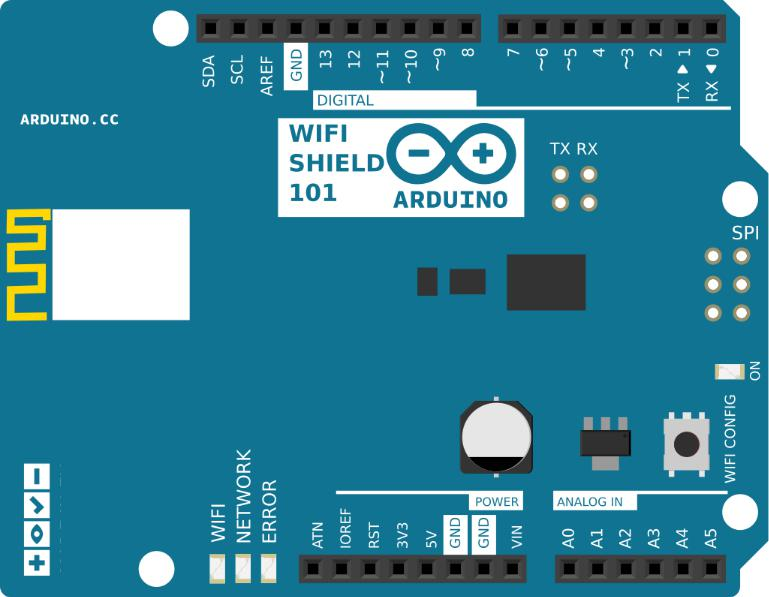 SDA
SCL
AREF
GND
13
12
~11
~10
~9
8
7
~6
~5
4
~3
2
TX ▶ 1
RX ◀ 0
DIGITAL
ARDUINO.CC
WIFI
SHIELD
101
ARDUINO
TX RX
SPI
ON
WIFI CONFIG
WIFI
NETWORK
ERROR
POWER
ANALOG IN
ATN
IOREF
RST
3V3
5V
GND
GND
VIN
A0
A1
A2
A3
A4
A5